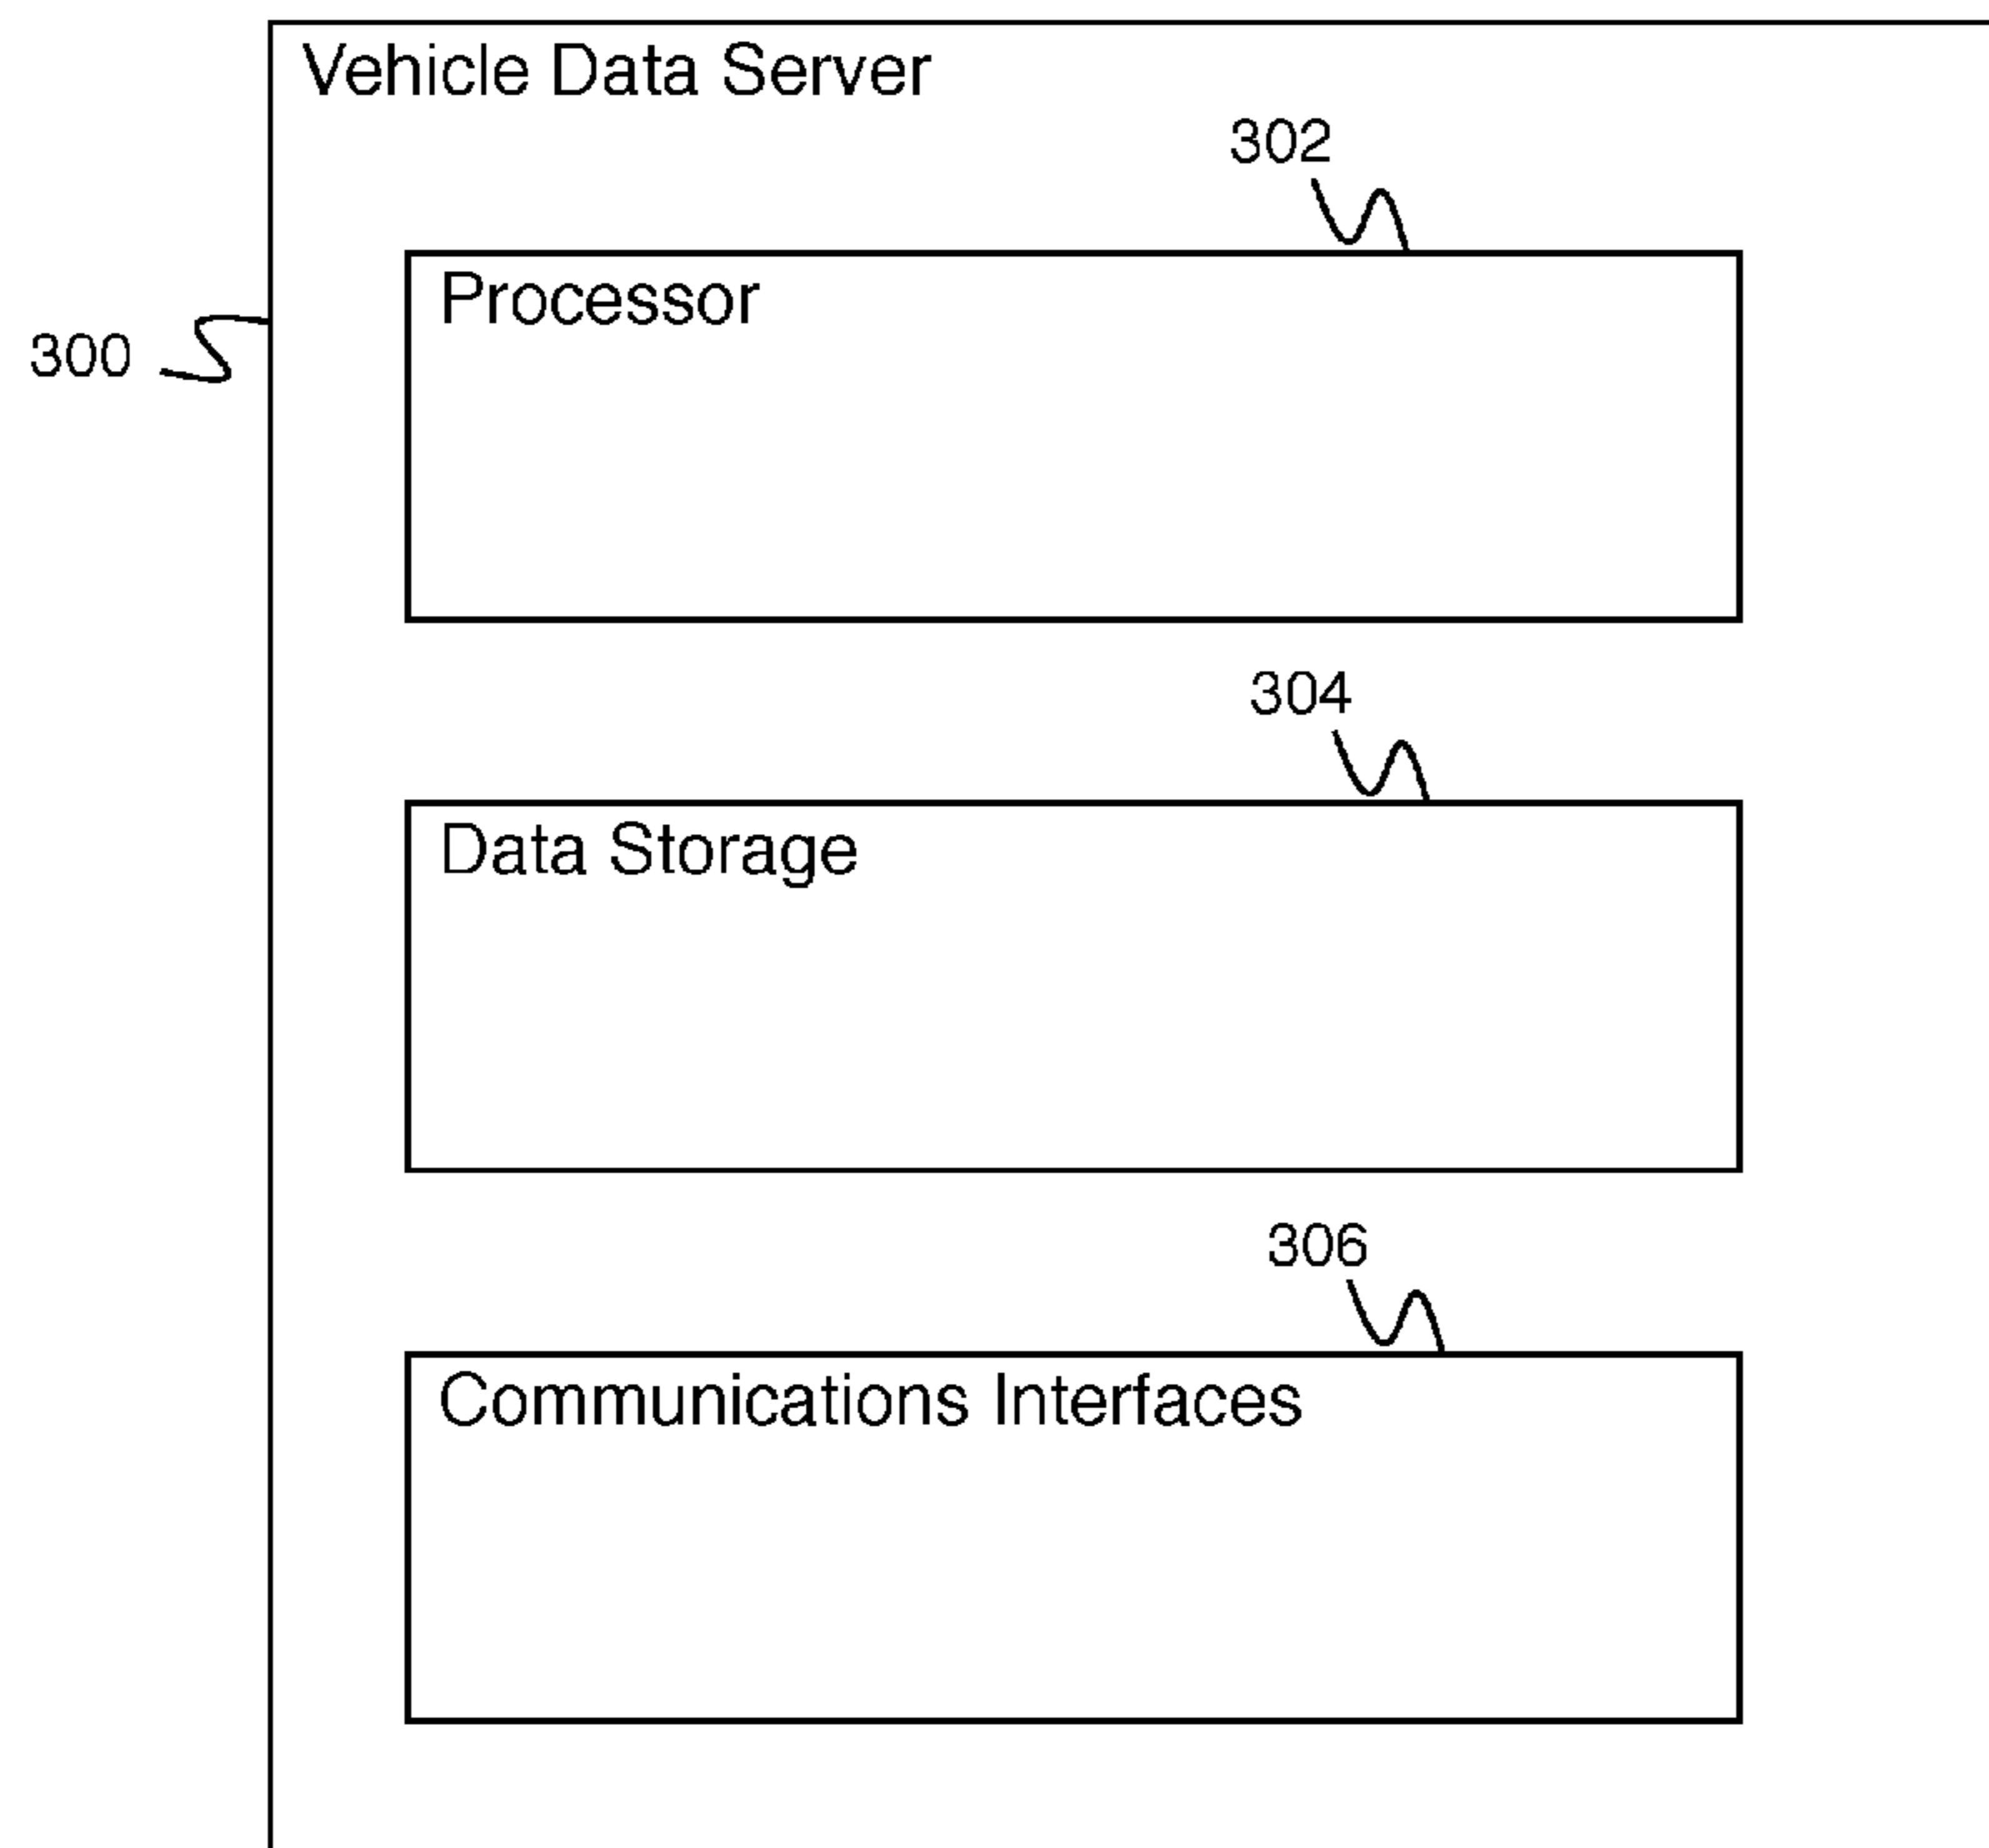 Vehicle Data Server
302
Processor
300
304
Data Storage
306
Communications Interfaces